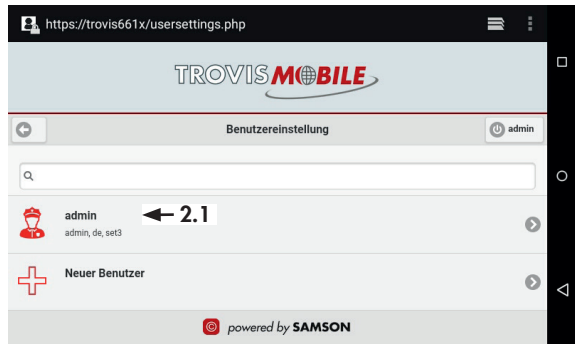 https://trovis661x/usersettings.php
TROVIS MOBILE
Benutzereinstellung
admin
admin
2.1
admin, de, set3
Neuer Benutzer
© powered by SAMSON